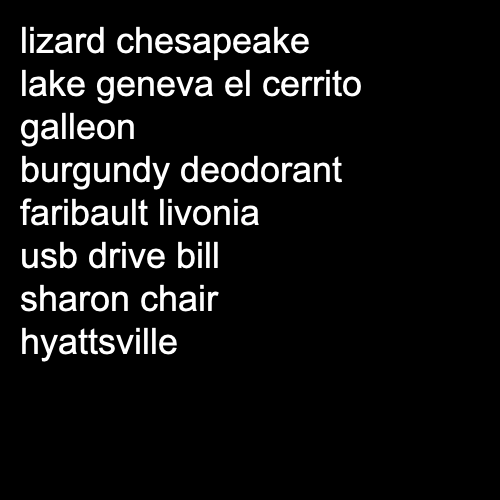 lizard chesapeake
lake geneva el cerrito
galleon
burgundy deodorant
faribault livonia
usb drive bill
sharon chair
hyattsville